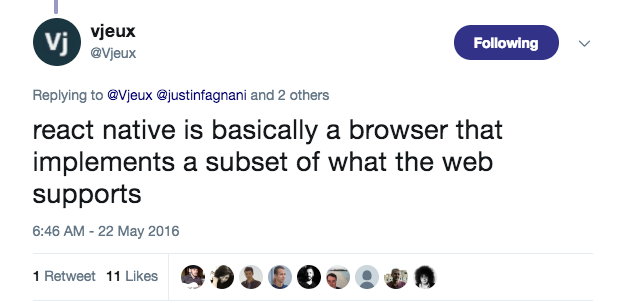 Vj
vjeux
@Vjeux
Following
Replying to @Vjeux @justinfagnani and 2 others
react native is basically a browser that
implements a subset of what the web
supports
6:46 AM - 22 May 2016
1 Retweet 11 Likes